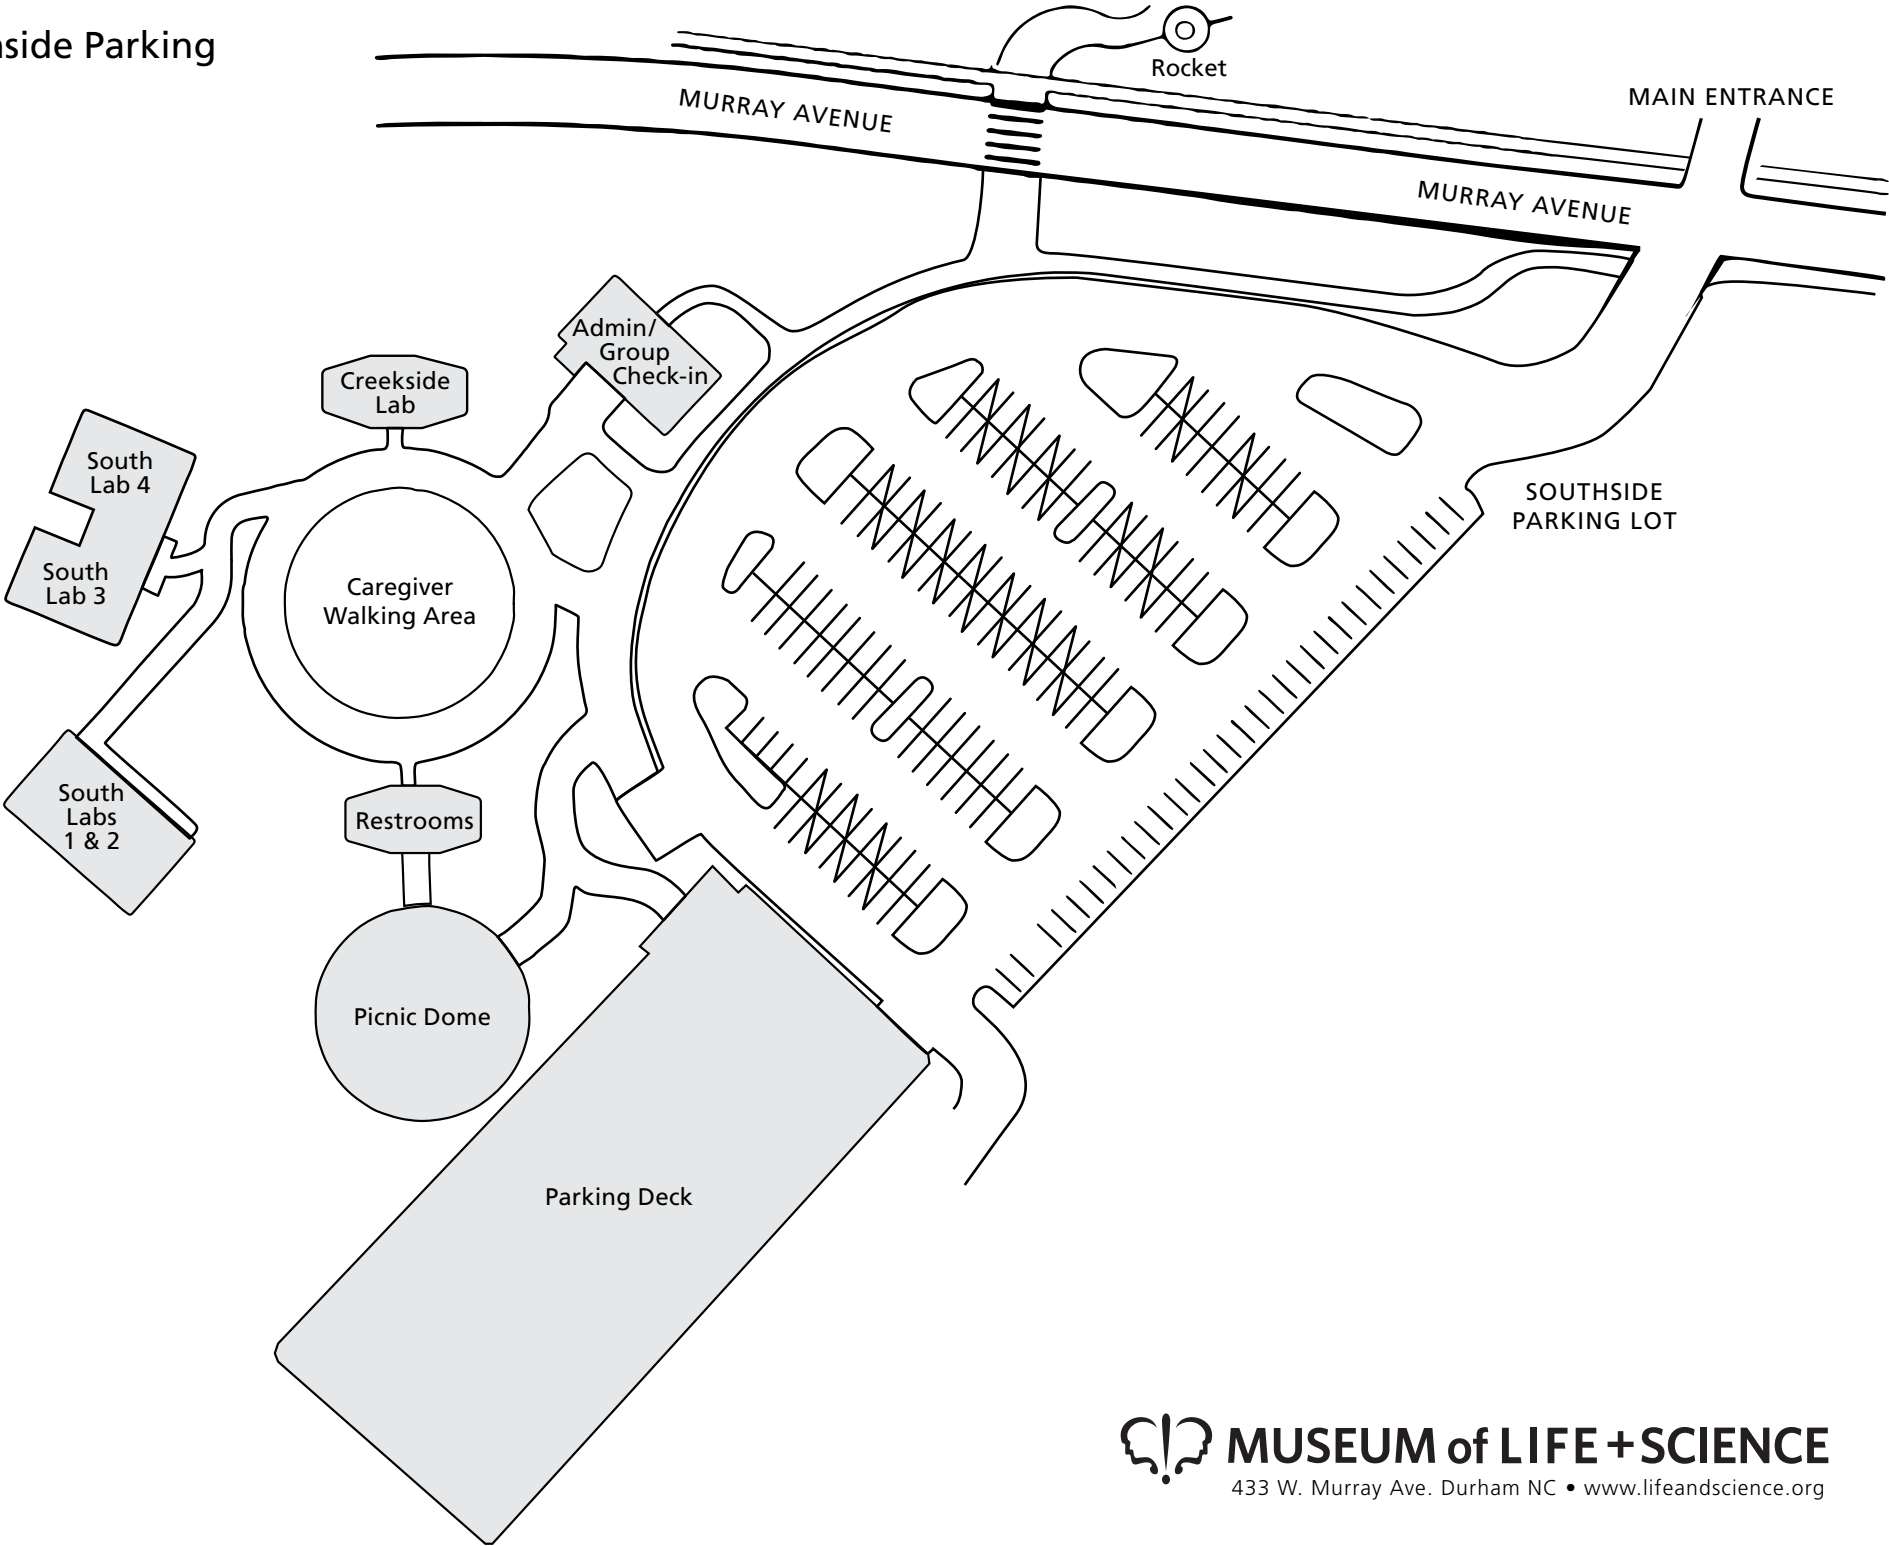 side Parking
Rocket
MURRAY AVENUE
MAIN ENTRANCE
MURRAY AVENUE
Admin/
Group
Check-in
Creekside
Lab
South
Lab 4
SOUTHSIDE
PARKING LOT
South
Lab 3
Caregiver
Walking Area
South
Labs
1 & 2
Restrooms
Picnic Dome
Parking Deck
MUSEUM of LIFE + SCIENCE
433 W. Murray Ave. Durham NC • www.lifeandscience.org